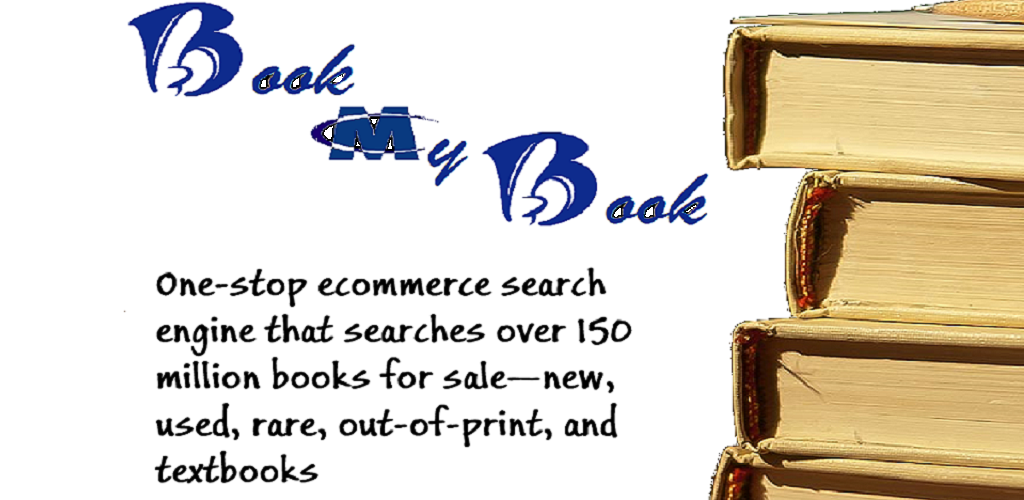 Book
My
Book
One-stop ecommerce search
engine that searches over 150
million books for sale—new,
used, rare, out-of-print, and
textbooks